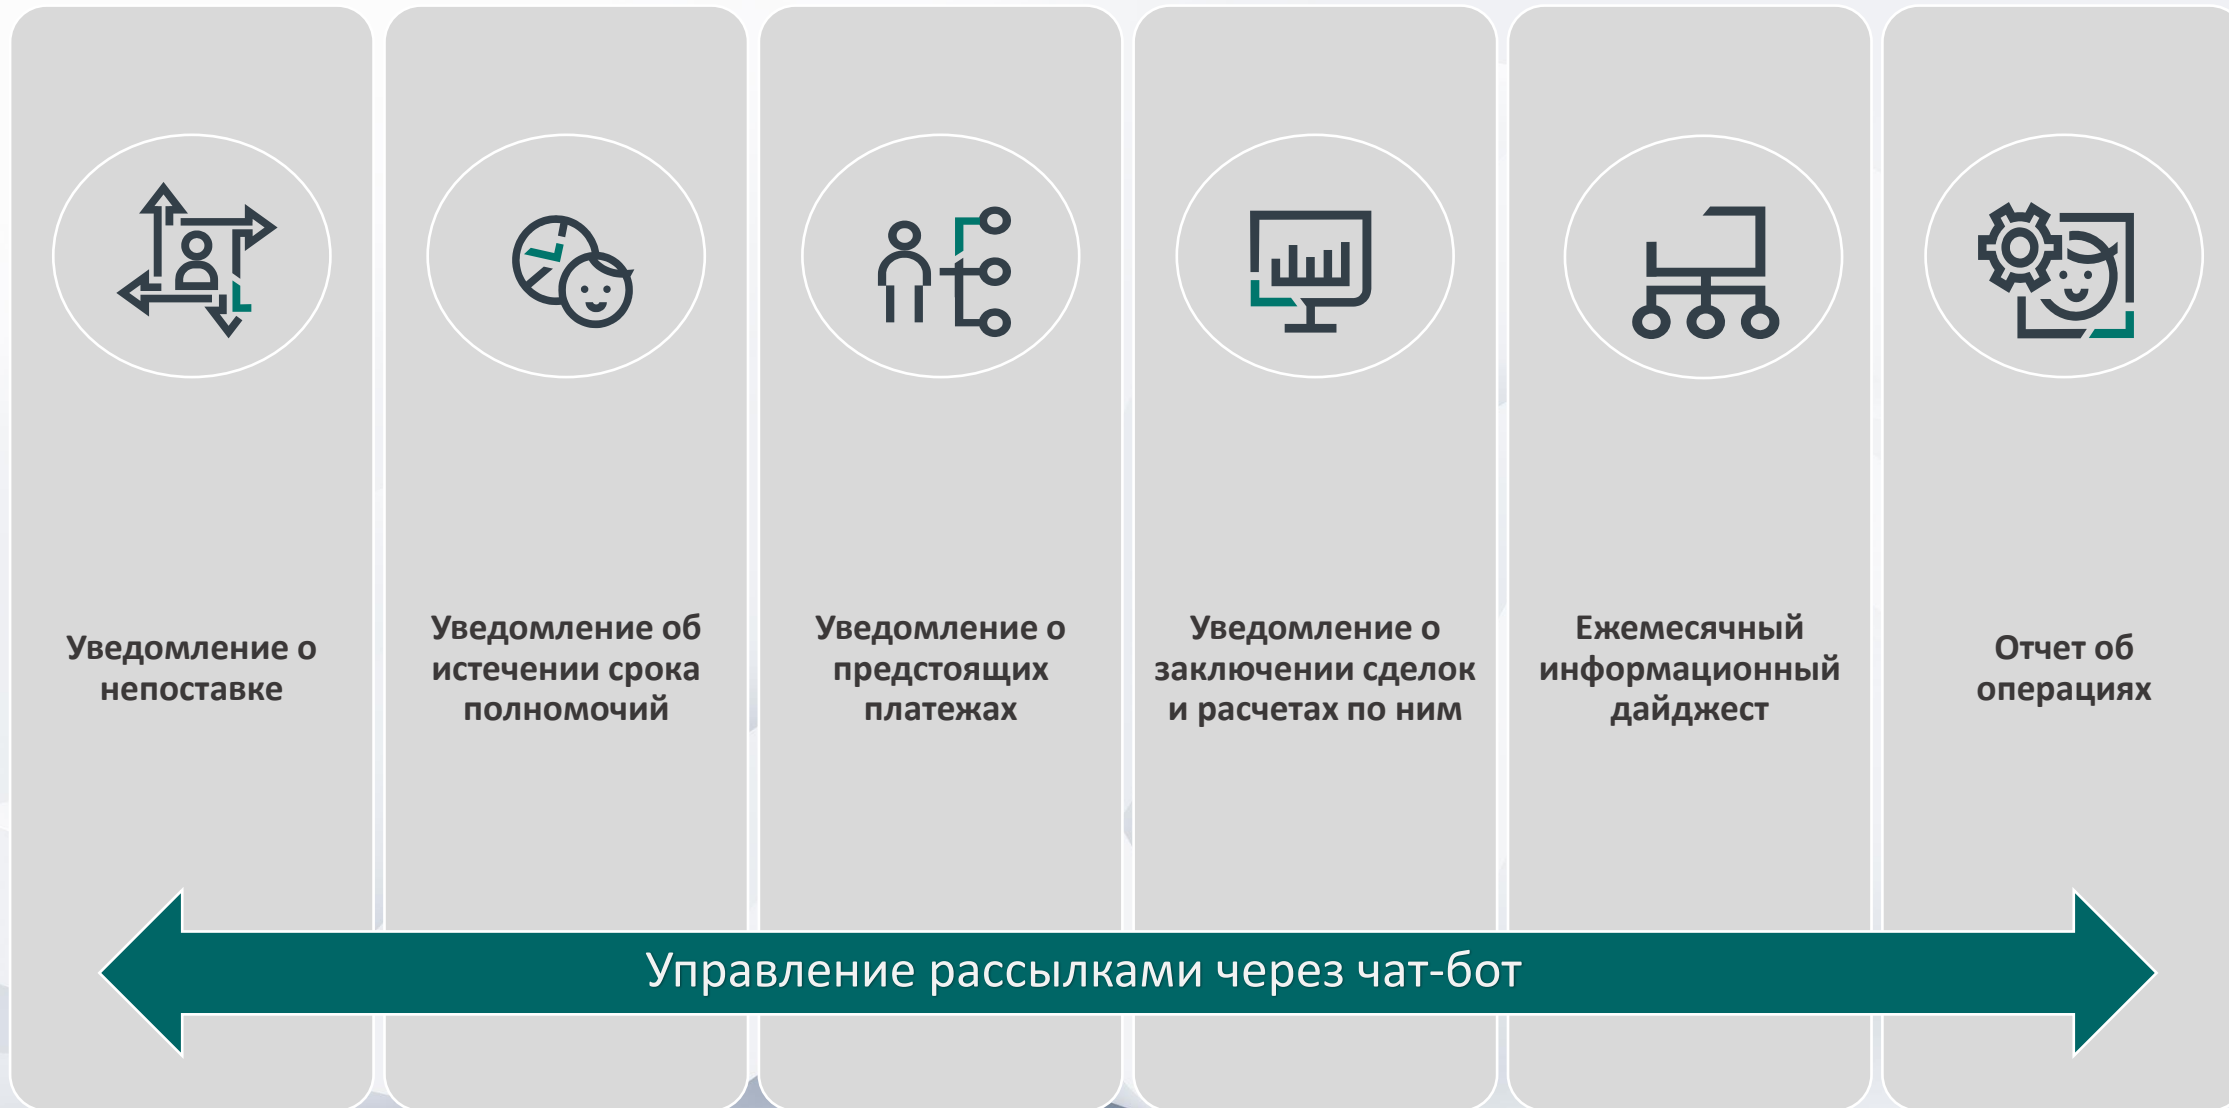 Уведомление о
непоставке
Уведомление об
истечении срока
полномочий
Уведомление о
предстоящих
платежах
Уведомление о
заключении сделок
и расчетах по ним
Ежемесячный
информационный
дайджест
Отчет об
операциях
Управление рассылками через чат-бот